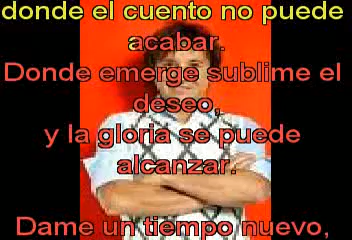 donde el cuento no puede
acabar.
Donde emerge sublime el
deseo,
y la gloria se puede
alcanzar.
Dame un tiempo nuevo,